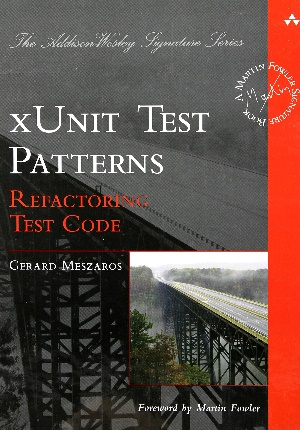 The Addison Wesley Signature Series
A MARTIN FOWLER SIGNATURE BOOK
xUNIT TEST
PATTERNS
REFACTORING
TEST CODE
GERARD MESZAROS
Foreword by Martin Fowler